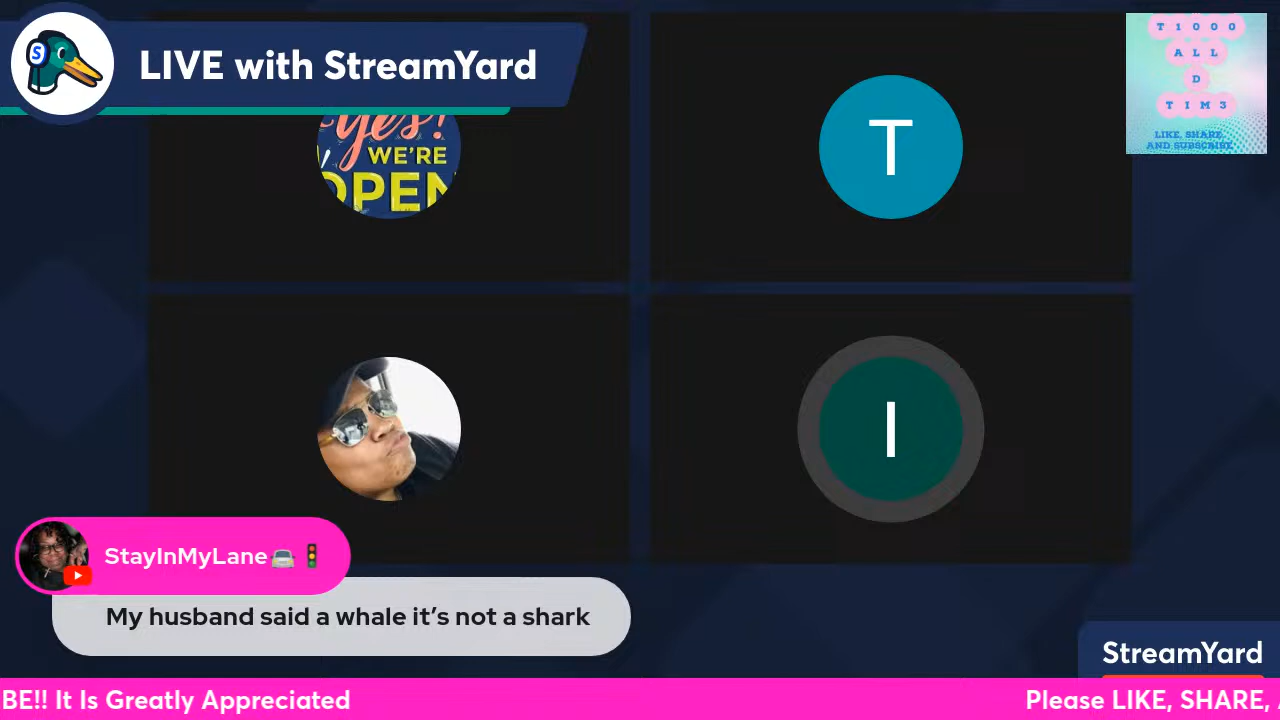 S
LIVE with StreamYard
T 1 0 0 0
A L L
D
T I M 3
LIKE, SHARE,
AND SUBSCRIBE
yes!
WE'RE
OPEN
T
I
StayInMyLane🚘🚦
My husband said a whale it’s not a shark
StreamYard
BE!! It Is Greatly Appreciated
Please LIKE, SHARE,